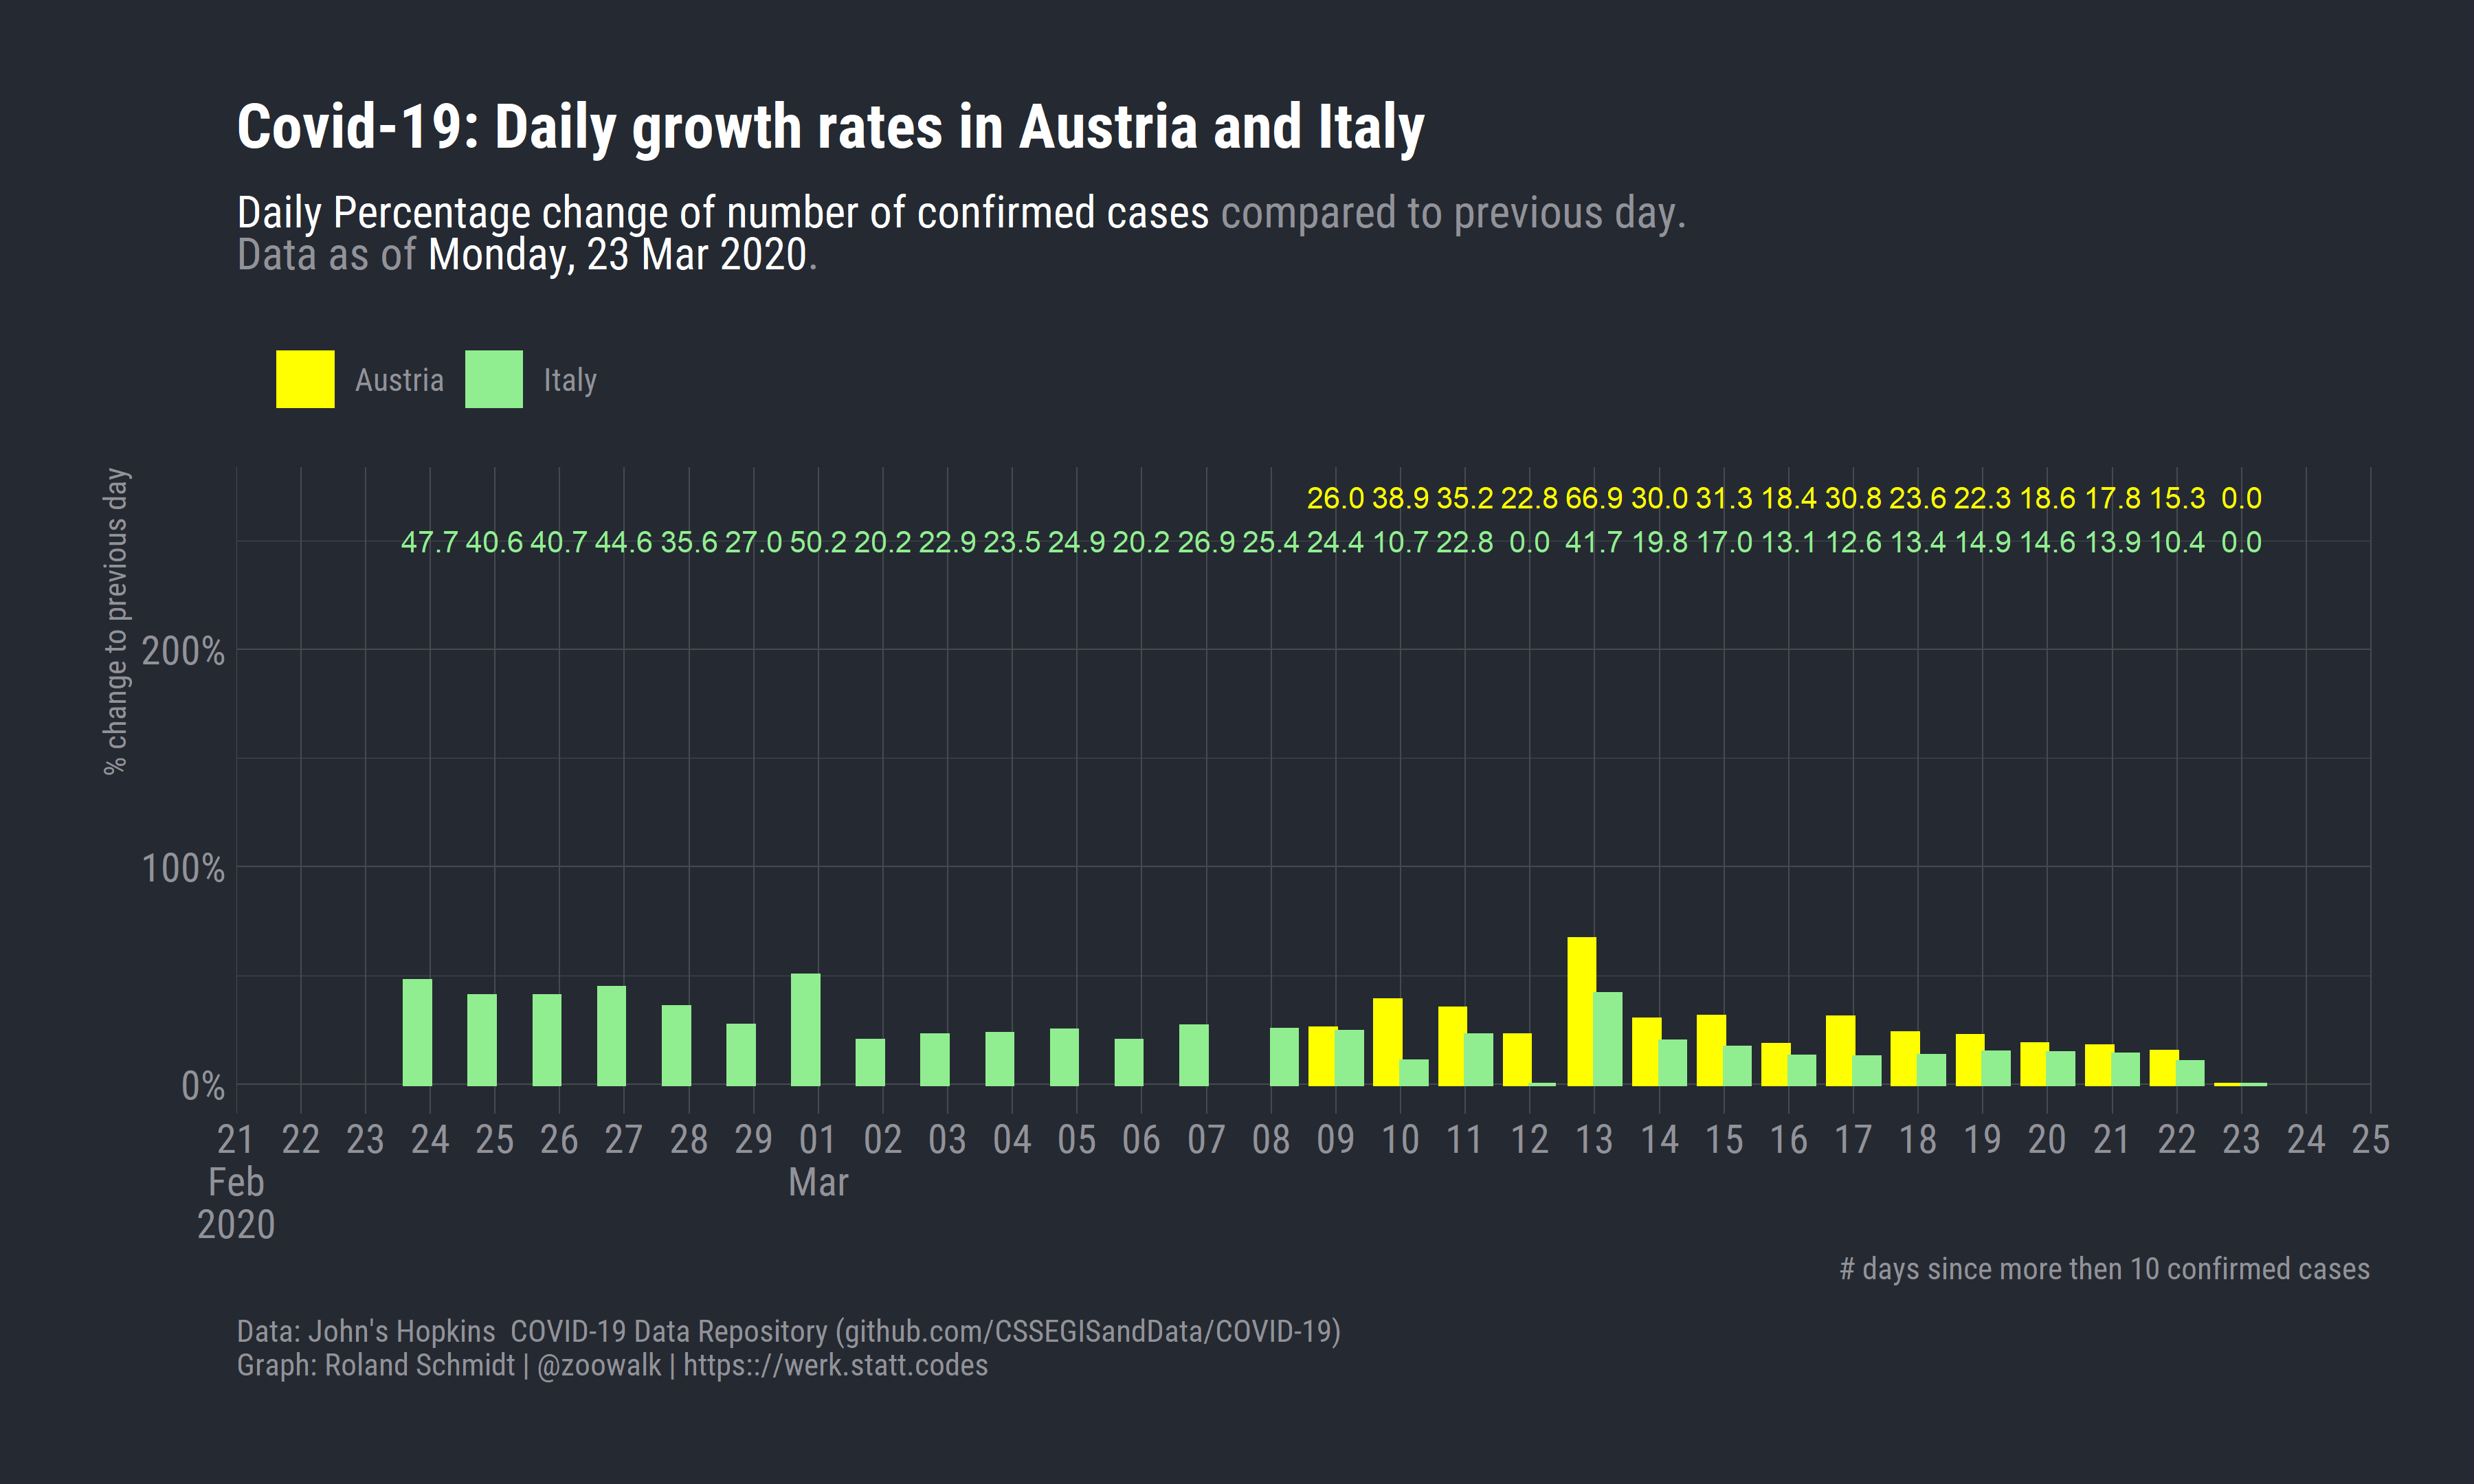 Covid-19: Daily growth rates in Austria and Italy
Daily Percentage change of number of confirmed cases compared to previous day.
Data as of Monday, 23 Mar 2020.
Austria Italy
% change to previous day
26.0 38.9 35.2 22.8 66.9 30.0 31.3 18.4 30.8 23.6 22.3 18.6 17.8 15.3 0.0
47.7 40.6 40.7 44.6 35.6 27.0 50.2 20.2 22.9 23.5 24.9 20.2 26.9 25.4 24.4 10.7 22.8 0.0 41.7 19.8 17.0 13.1 12.6 13.4 14.9 14.6 13.9 10.4 0.0
200%
100%
0%
21 22 23 24 25 26 27 28 29 01 02 03 04 05 06 07 08 09 10 11 12 13 14 15 16 17 18 19 20 21 22 23 24 25
Feb Mar
2020
# days since more then 10 confirmed cases
Data: John's Hopkins  COVID-19 Data Repository (github.com/CSSEGISandData/COVID-19)
Graph: Roland Schmidt | @zoowalk | https:://werk.statt.codes